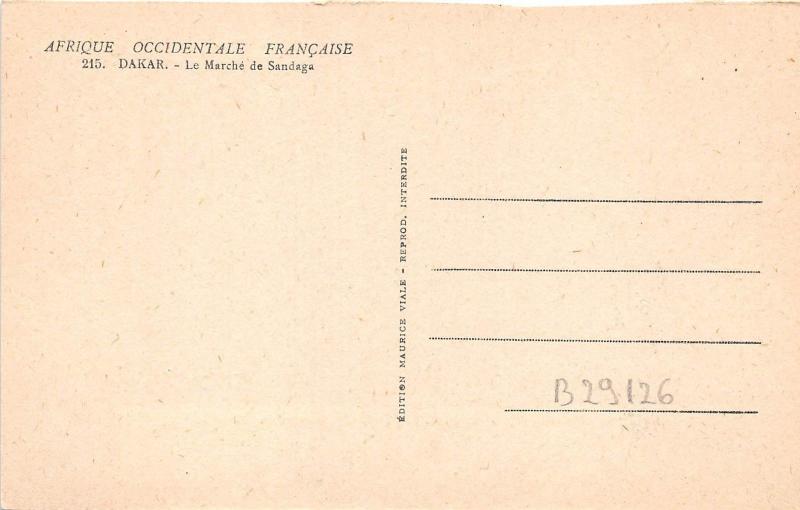 AFRIQUE OCCIDENTALE FRANÇAISE
215. DAKAR. - Le Marché de Sandaga
ÉDITION MAURICE VIALE - REPROD. INTERDITE
B29126